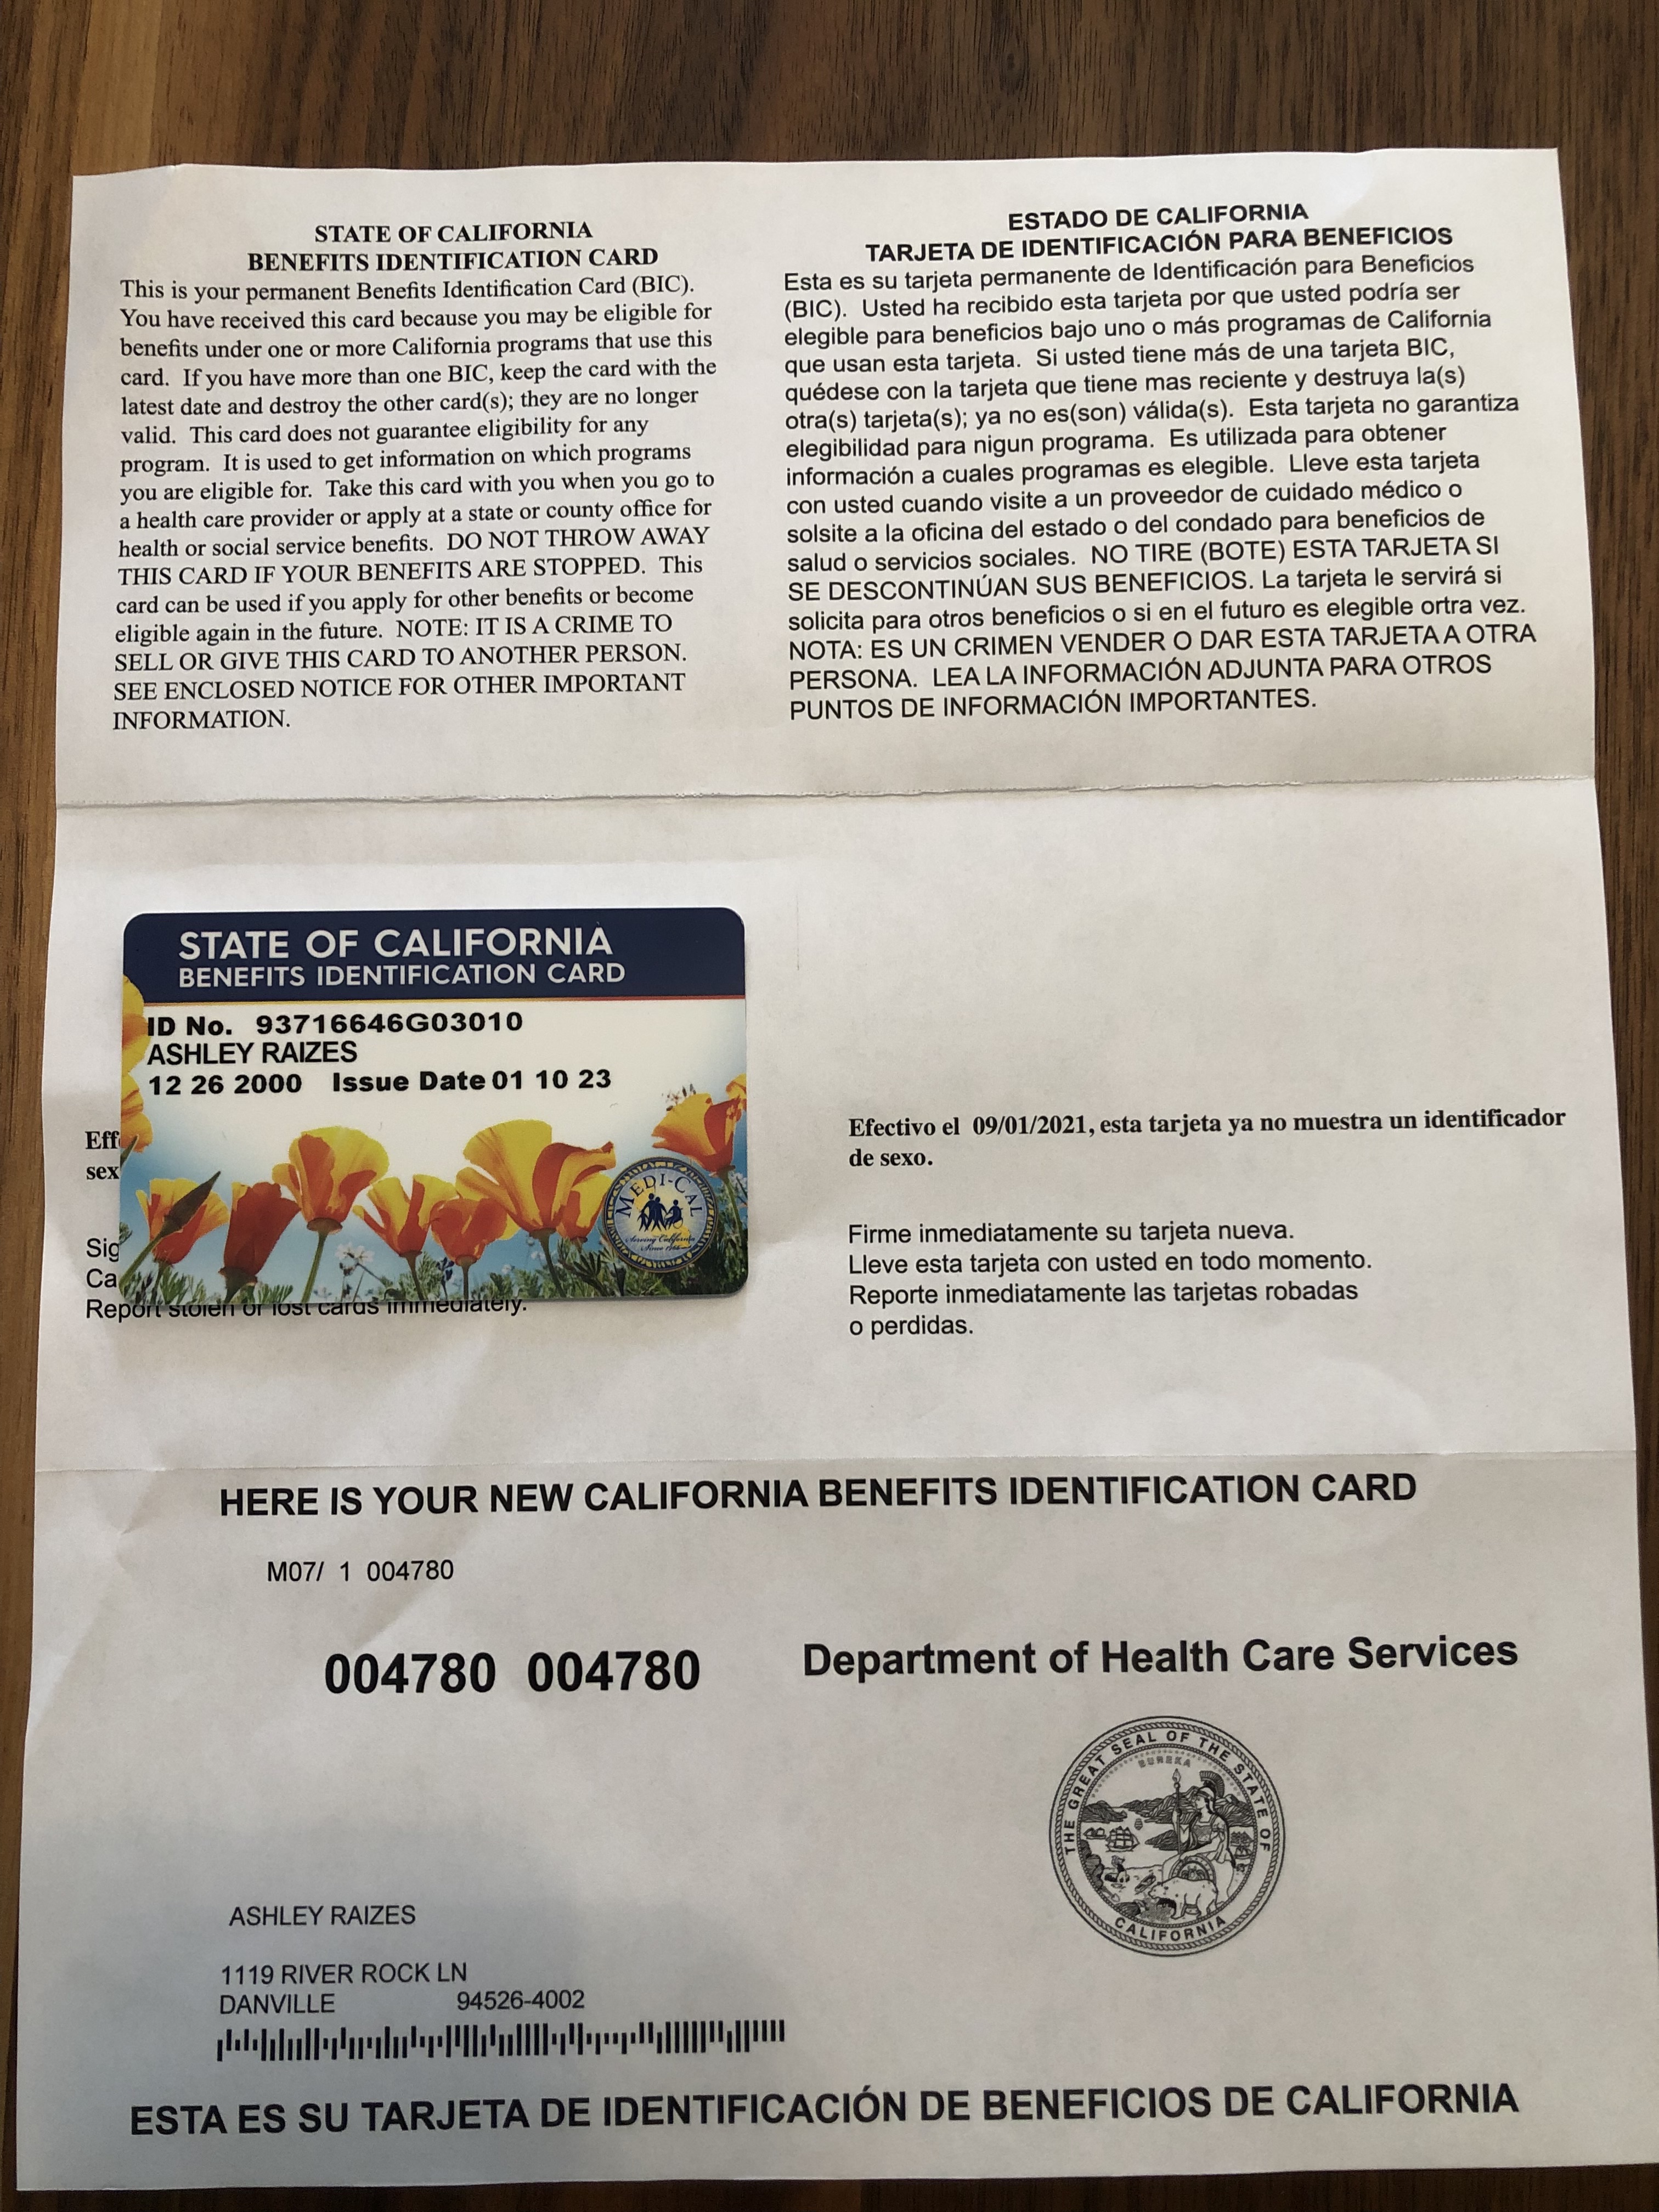 STATE OF CALIFORNIA
BENEFITS IDENTIFICATION CARD
This is your permanent Benefits Identification Card (BIC).
You have received this card because you may be eligible for
benefits under one or more California programs that use this
card.  If you have more than one BIC, keep the card with the
latest date and destroy the other card(s); they are no longer
valid.  This card does not guarantee eligibility for any
program.  It is used to get information on which programs
you are eligible for.  Take this card with you when you go to
a health care provider or apply at a state or county office for
health or social service benefits.  DO NOT THROW AWAY
THIS CARD IF YOUR BENEFITS ARE STOPPED.  This
card can be used if you apply for other benefits or become
eligible again in the future.  NOTE: IT IS A CRIME TO
SELL OR GIVE THIS CARD TO ANOTHER PERSON.
SEE ENCLOSED NOTICE FOR OTHER IMPORTANT
INFORMATION.
ESTADO DE CALIFORNIA
TARJETA DE IDENTIFICACIÓN PARA BENEFICIOS
Esta es su tarjeta permanente de Identificación para Beneficios
(BIC).  Usted ha recibido esta tarjeta por que usted podría ser
elegible para beneficios bajo uno o más programas de California
que usan esta tarjeta.  Si usted tiene más de una tarjeta BIC,
quédese con la tarjeta que tiene mas reciente y destruya la(s)
otra(s) tarjeta(s); ya no es(son) válida(s).  Esta tarjeta no garantiza
elegibilidad para nigun programa.  Es utilizada para obtener
información a cuales programas es elegible.  Lleve esta tarjeta
con usted cuando visite a un proveedor de cuidado médico o
solsite a la oficina del estado o del condado para beneficios de
salud o servicios sociales.  NO TIRE (BOTE) ESTA TARJETA SI
SE DESCONTINÚAN SUS BENEFICIOS. La tarjeta le servirá si
solicita para otros beneficios o si en el futuro es elegible ortra vez.
NOTA: ES UN CRIMEN VENDER O DAR ESTA TARJETA A OTRA
PERSONA.  LEA LA INFORMACIÓN ADJUNTA PARA OTROS
PUNTOS DE INFORMACIÓN IMPORTANTES.
STATE OF CALIFORNIA
BENEFITS IDENTIFICATION CARD
ID No. 93716646G03010
ASHLEY RAIZES
12 26 2000 Issue Date 01 10 23
MEDI-CAL
Serving California
Since 1966
Eff
sex
Sig
Ca
Report stolen or lost cards immediately.
Efectivo el  09/01/2021, esta tarjeta ya no muestra un identificador
de sexo.
Firme inmediatamente su tarjeta nueva.
Lleve esta tarjeta con usted en todo momento.
Reporte inmediatamente las tarjetas robadas
o perdidas.
HERE IS YOUR NEW CALIFORNIA BENEFITS IDENTIFICATION CARD
M07/ 1 004780
004780 004780
Department of Health Care Services
THE GREAT SEAL OF THE STATE OF CALIFORNIA
EUREKA
ASHLEY RAIZES
1119 RIVER ROCK LN
DANVILLE 94526-4002
ESTA ES SU TARJETA DE IDENTIFICACIÓN DE BENEFICIOS DE CALIFORNIA